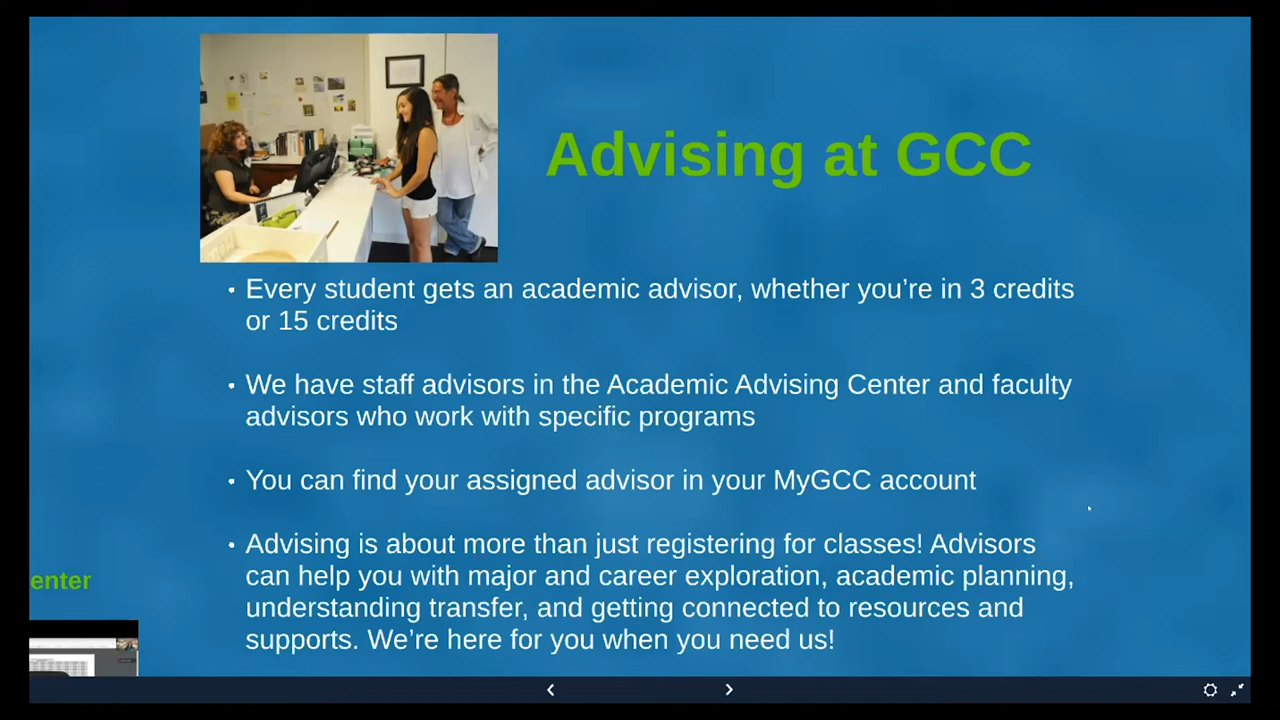 Advising at GCC
• Every student gets an academic advisor, whether you’re in 3 credits
or 15 credits
• We have staff advisors in the Academic Advising Center and faculty
advisors who work with specific programs
• You can find your assigned advisor in your MyGCC account
• Advising is about more than just registering for classes! Advisors
can help you with major and career exploration, academic planning,
understanding transfer, and getting connected to resources and
supports. We’re here for you when you need us!
enter